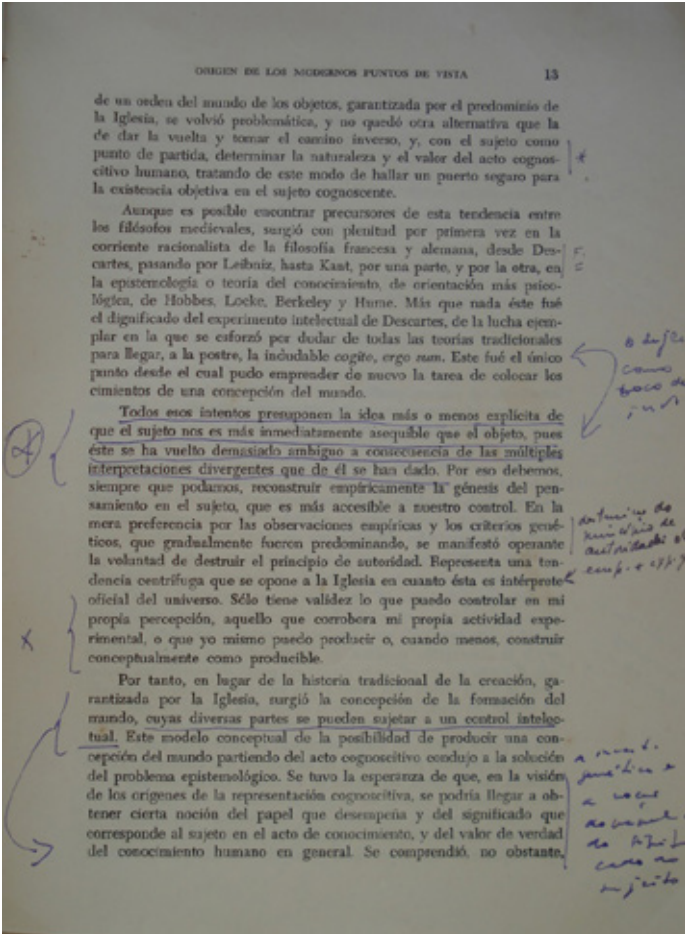 ORIGEN DE LOS MODERNOS PUNTOS DE VISTA 13
de un orden del mundo de los objetos, garantizada por el predominio de
la Iglesia, se volvió problemática, y no quedó otra alternativa que la
de dar la vuelta y tomar el camino inverso, y, con el sujeto como
punto de partida, determinar la naturaleza y el valor del acto cognos-
citivo humano, tratando de este modo de hallar un puerto seguro para
la existencia objetiva en el sujeto cognoscente.
Aunque es posible encontrar precursores de esta tendencia entre
los filósofos medievales, surgió con plenitud por primera vez en la
corriente racionalista de la filosofía francesa y alemana, desde Des-
cartes, pasando por Leibniz, hasta Kant, por una parte, y por la otra, en
la epistemología o teoría del conocimiento, de orientación más psico-
lógica, de Hobbes, Locke, Berkeley y Hume. Más que nada éste fué
el dignificado del experimento intelectual de Descartes, de la lucha ejem-
plar en la que se esforzó por dudar de todas las teorías tradicionales
para llegar, a la postre, la indudable cogito, ergo sum. Este fué el único
punto desde el cual pudo emprender de nuevo la tarea de colocar los
cimientos de una concepción del mundo.
Todos esos intentos presuponen la idea más o menos explícita de
que el sujeto nos es más inmediatamente asequible que el objeto, pues
éste se ha vuelto demasiado ambiguo a consecuencia de las múltiples
interpretaciones divergentes que de él se han dado. Por eso debemos,
siempre que podamos, reconstruir empíricamente la génesis del pen-
samiento en el sujeto, que es más accesible a nuestro control. En la
mera preferencia por las observaciones empíricas y los criterios gené-
ticos, que gradualmente fueron predominando, se manifestó operante
la voluntad de destruir el principio de autoridad. Representa una ten-
dencia centrífuga que se opone a la Iglesia en cuanto ésta es intérprete
oficial del universo. Sólo tiene validez lo que puedo controlar en mi
propia percepción, aquello que corrobora mi propia actividad expe-
rimental, o que yo mismo puedo producir o, cuando menos, construir
conceptualmente como producible.
Por tanto, en lugar de la historia tradicional de la creación, ga-
rantizada por la Iglesia, surgió la concepción de la formación del
mundo, cuyas diversas partes se pueden sujetar a un control intelec-
tual. Este modelo conceptual de la posibilidad de producir una con-
cepción del mundo partiendo del acto cognoscitivo condujo a la solución
del problema epistemológico. Se tuvo la esperanza de que, en la visión
de los orígenes de la representación cognoscitiva, se podría llegar a ob-
tener cierta noción del papel que desempeña y del significado que
corresponde al sujeto en el acto de conocimiento, y del valor de verdad
del conocimiento humano en general. Se comprendió, no obstante,
como